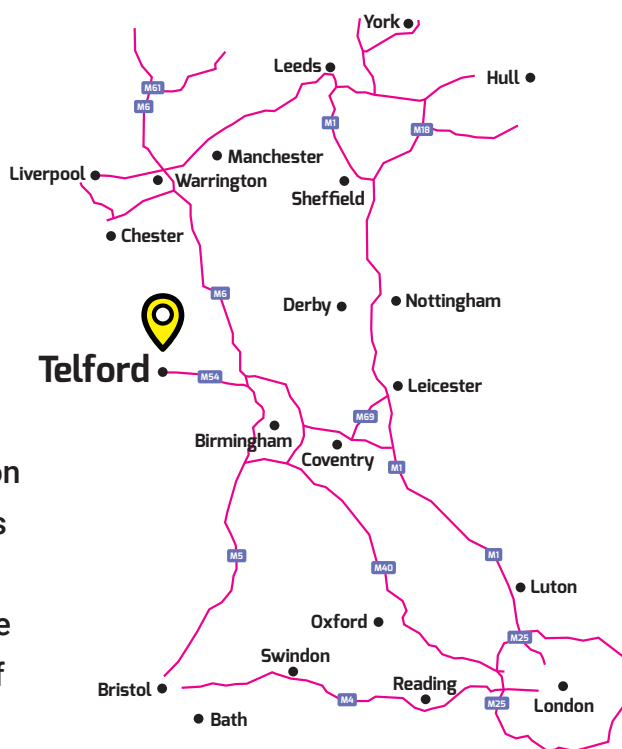 York
Leeds
Hull
M61
M6
M1
M18
Manchester
Liverpool
Warrington
Sheffield
Chester
M6
Derby
Nottingham
Telford
M54
Leicester
M69
Birmingham
Coventry
on
M1
s
M5
M1
M40
Luton
Oxford
e
M25
Swindon
f
Bristol
Reading
M4
M25
London
Bath